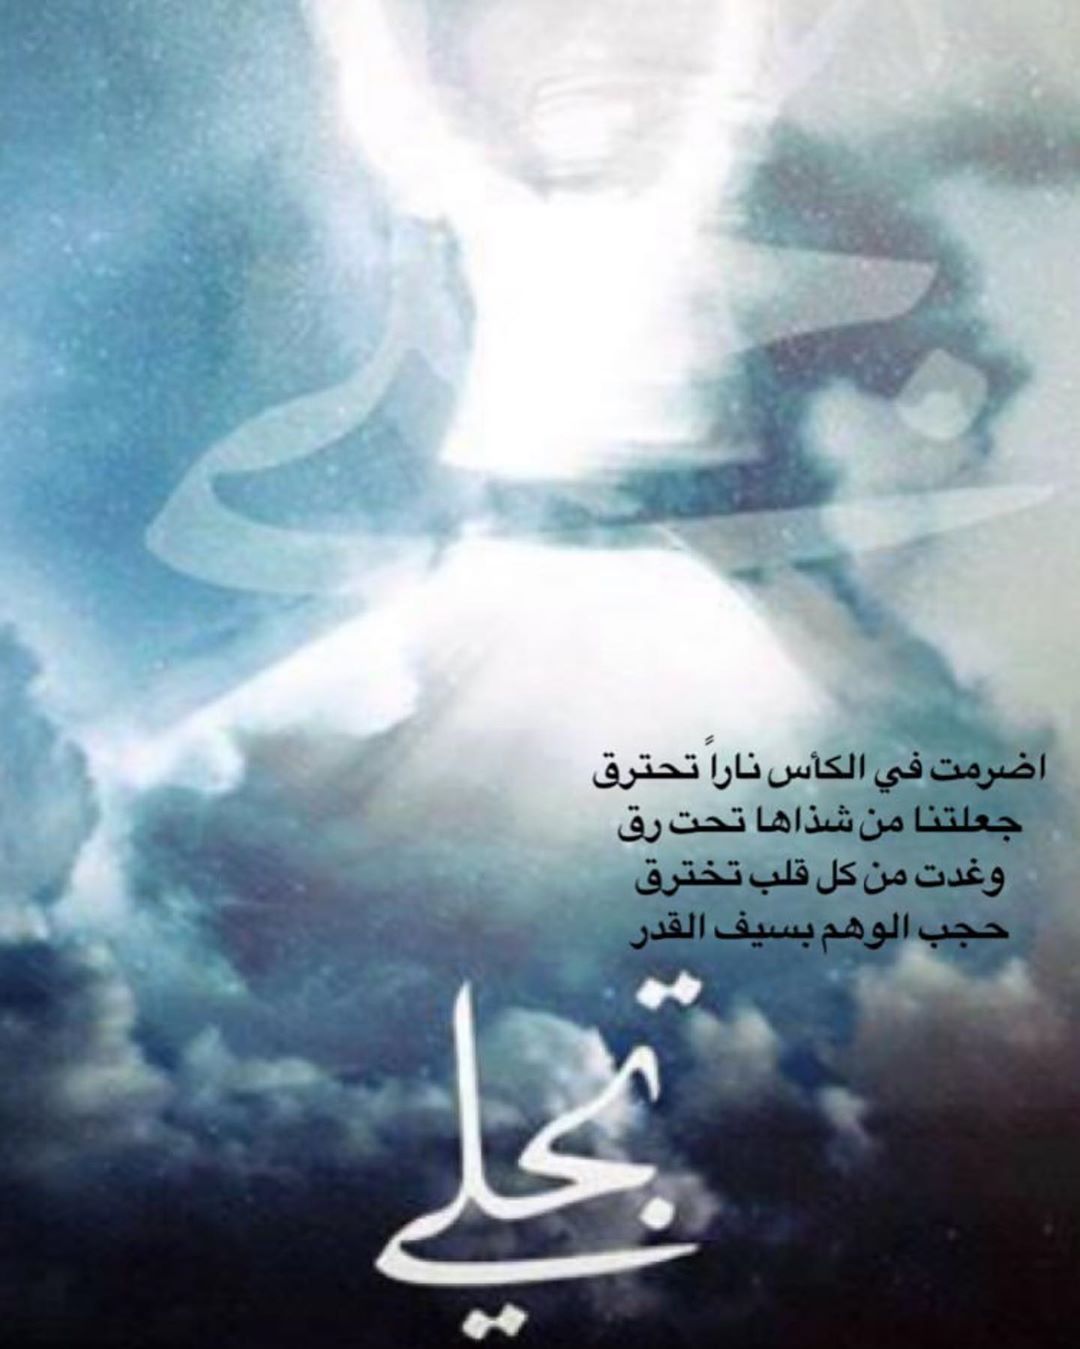 اضرمت في الكأس ناراً تحترق
جعلتنا من شذاها تحت رق
وغدت من كل قلب تخترق
حجب الوهم بسيف القدر
تجلي